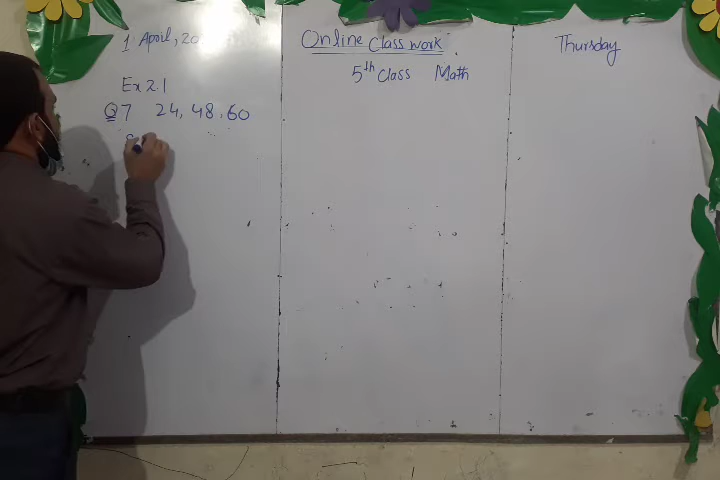 1 April, 20
Online Class work
Thursday
5th Class Math
Ex 2.1
Q7 24, 48, 60